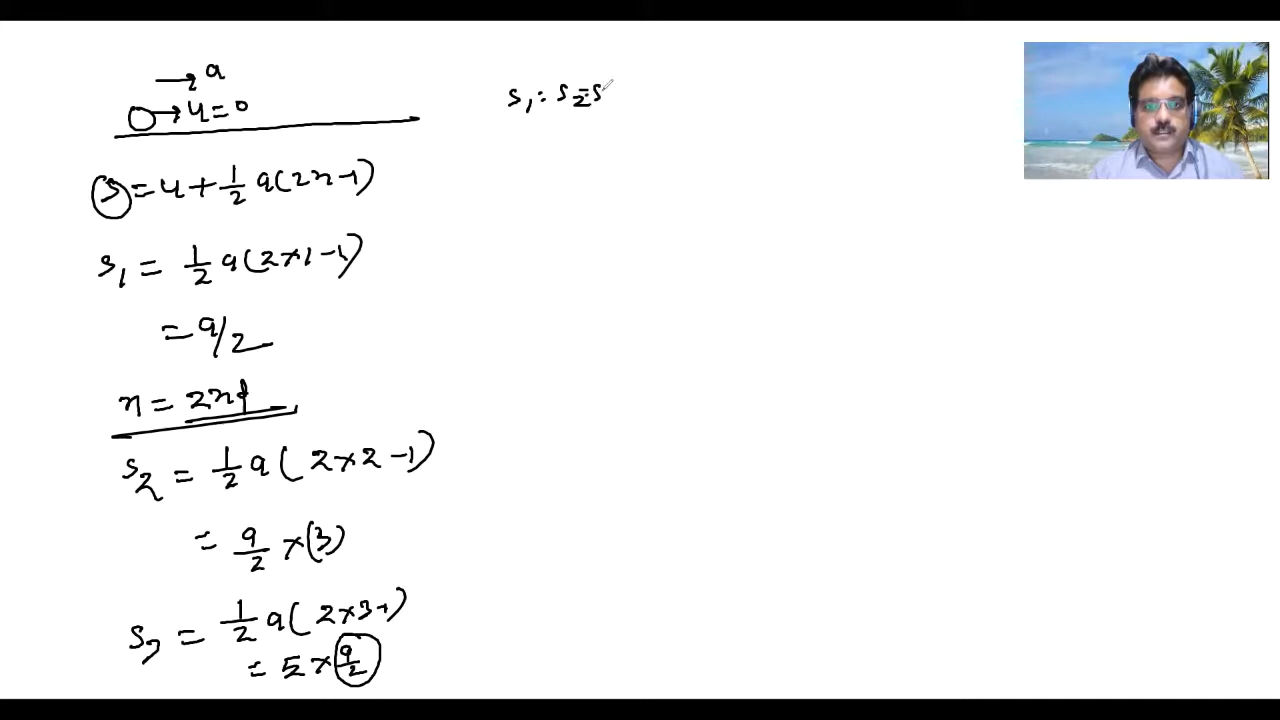 → a
→ u = 0
s = u + 1/2 a(2n-1)
s₁ = 1/2 a(2×1-1)
= a/2
n = 2nd
s₂ = 1/2 a(2×2-1)
= a/2 ×(3)
s₃ = 1/2 a(2×3-1)
= 5 × a/2
s₁ : s₂ : s